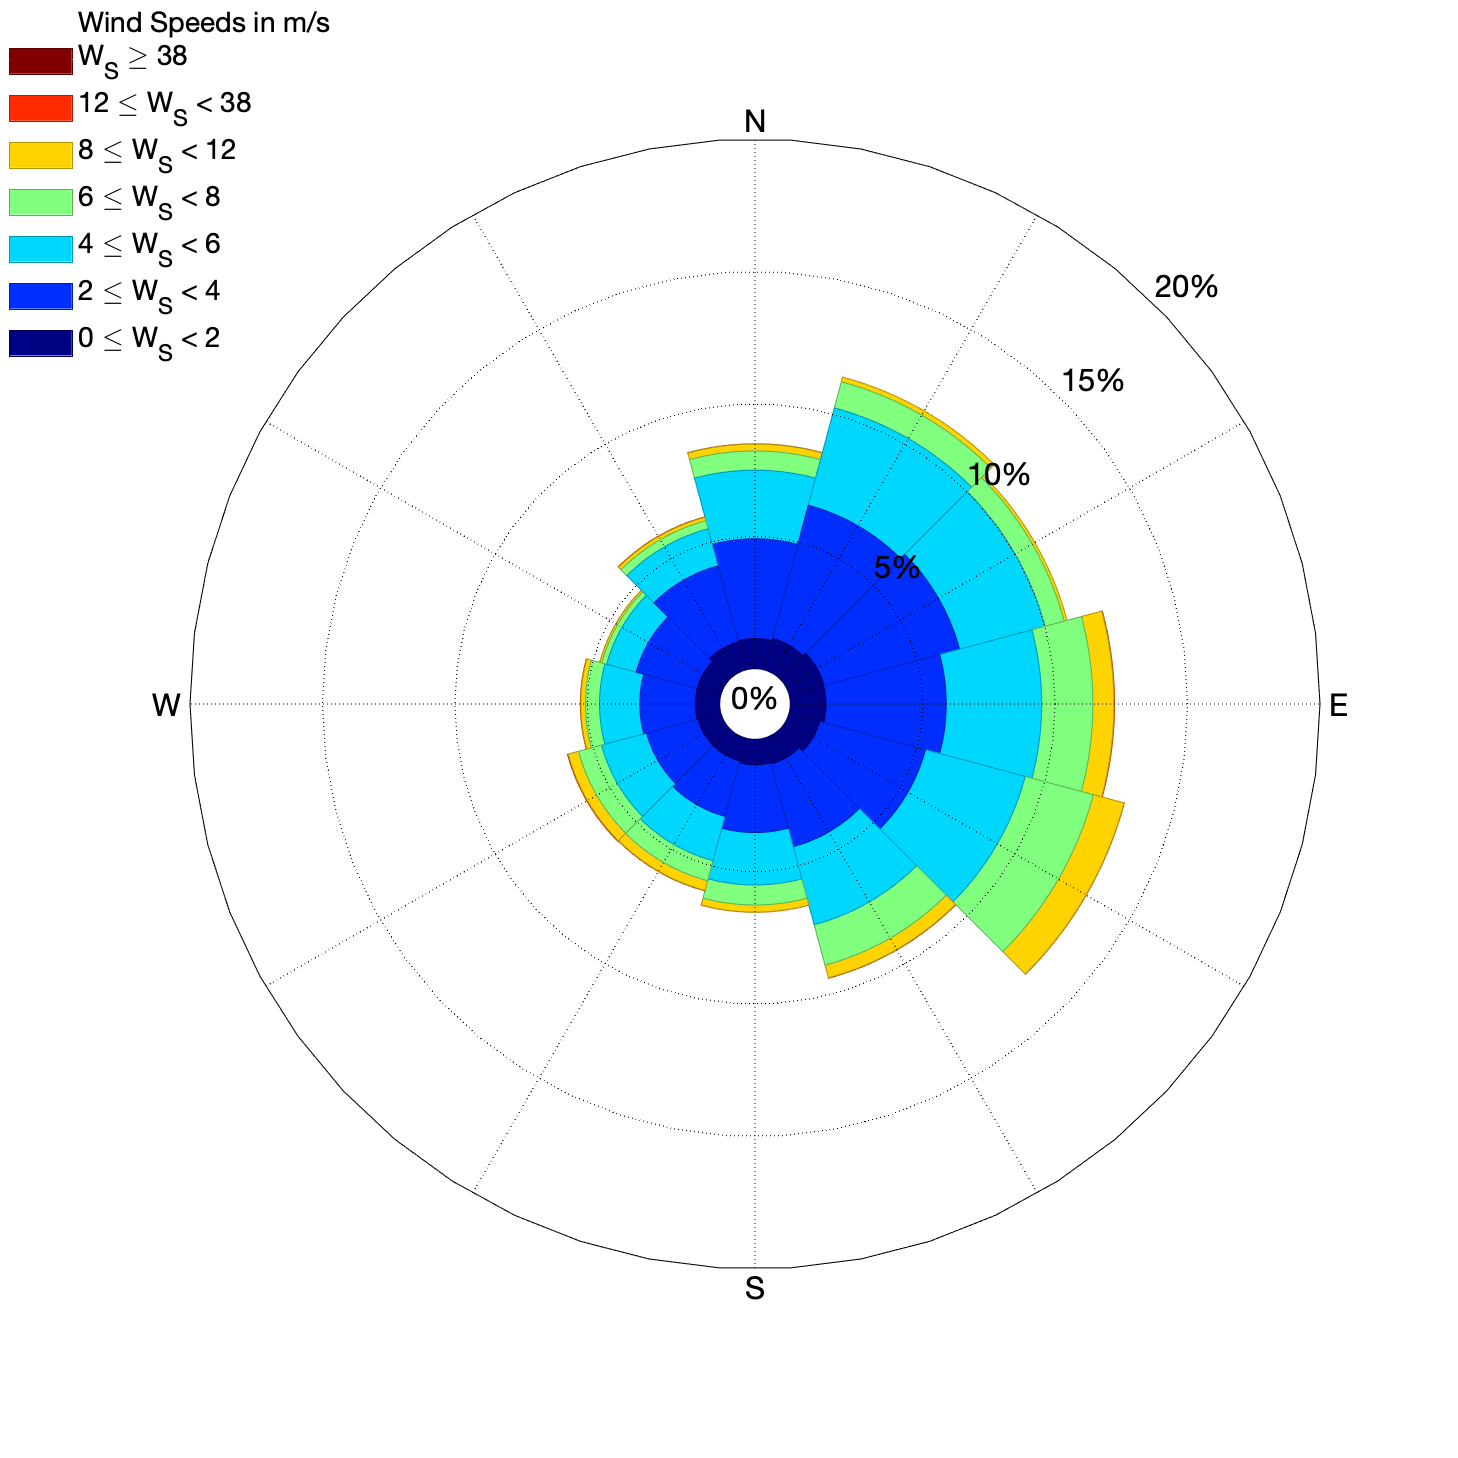 Wind Speeds in m/s
W_S ≥ 38
12 ≤ W_S < 38
8 ≤ W_S < 12
6 ≤ W_S < 8
4 ≤ W_S < 6
2 ≤ W_S < 4
0 ≤ W_S < 2
N
20%
15%
10%
5%
0%
W
E
S